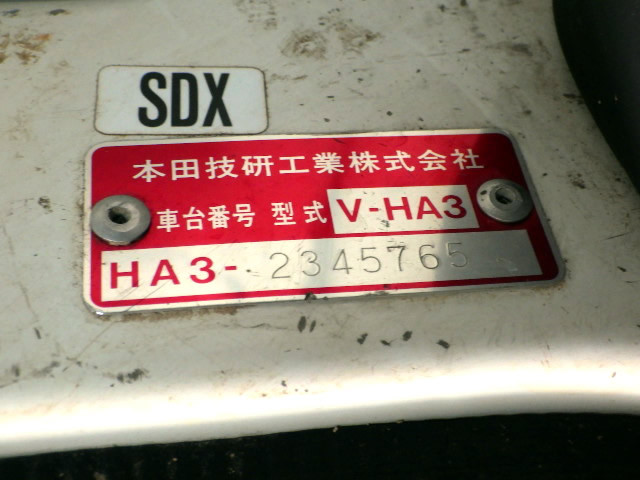 SDX
本田技研工業株式会社
車台番号 型式 V-HA3
HA3-2345765